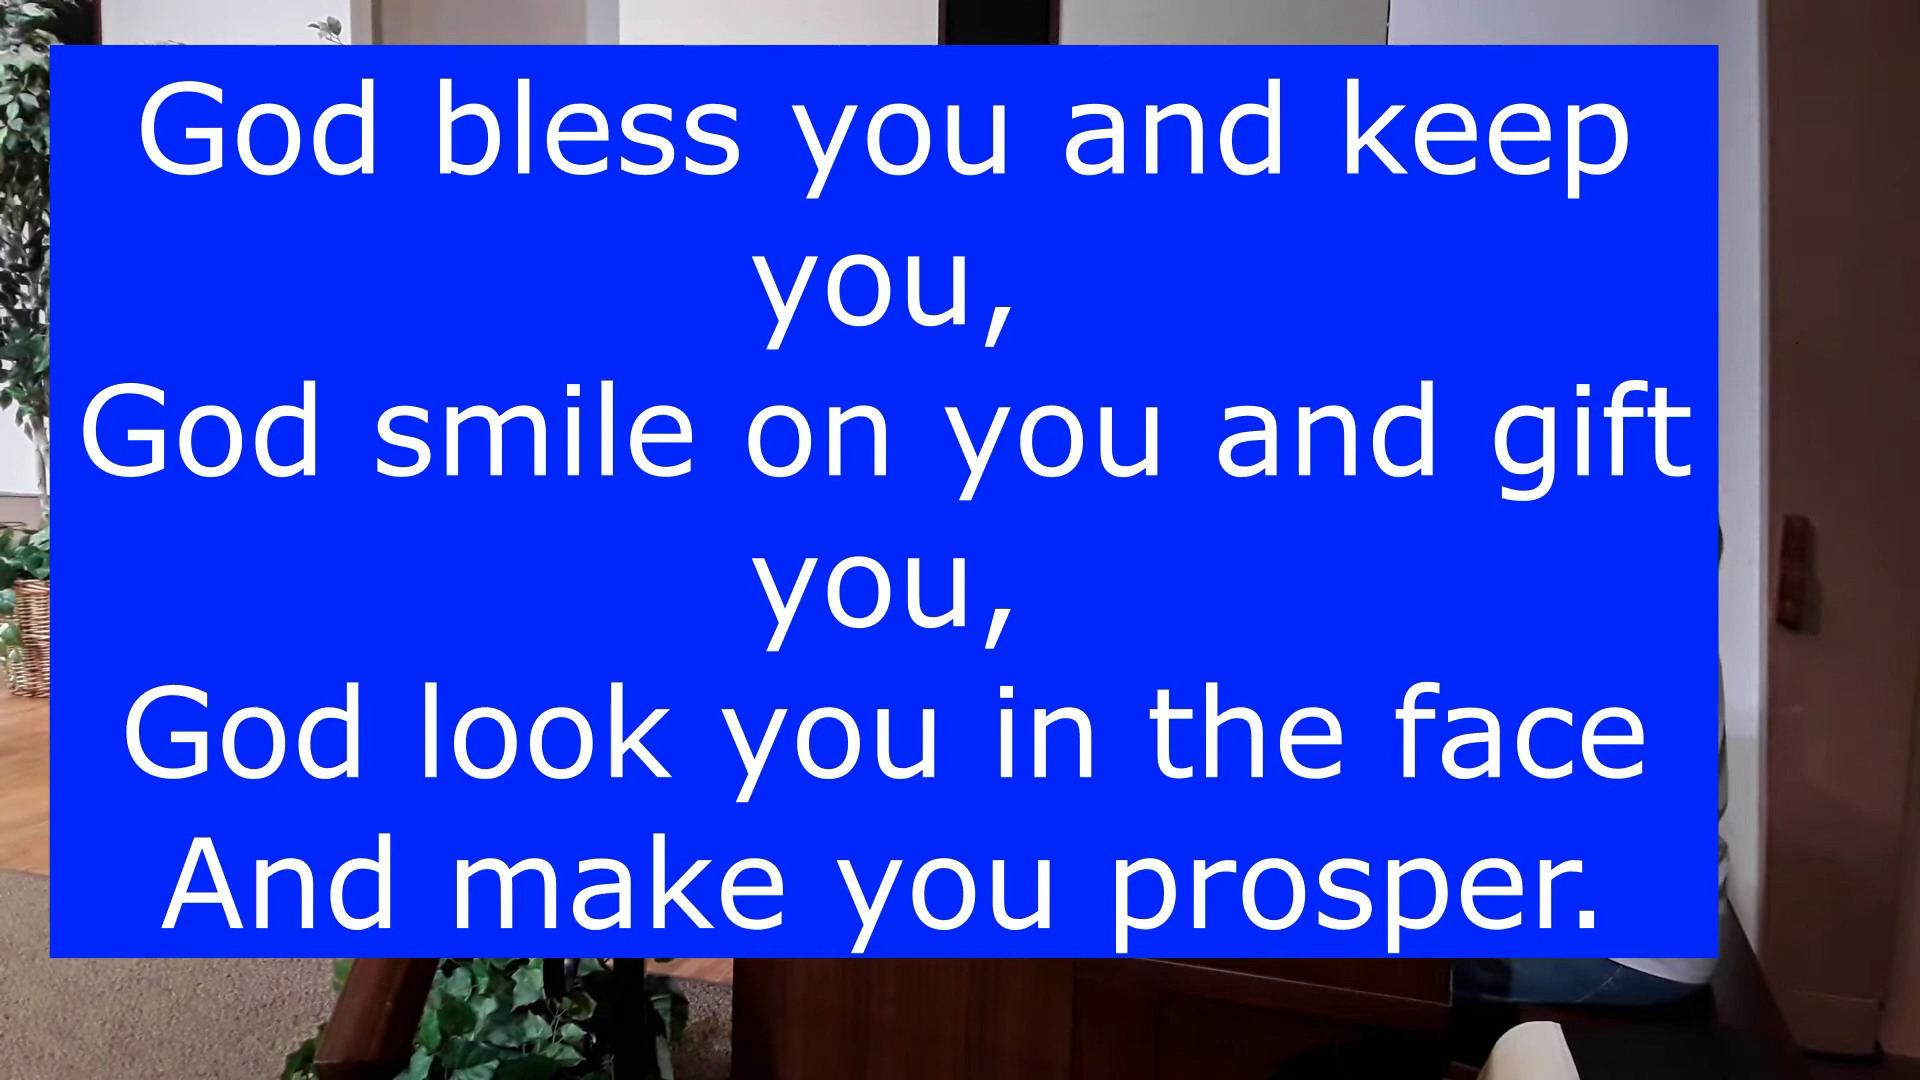 God bless you and keep
you,
God smile on you and gift
you,
God look you in the face
And make you prosper.